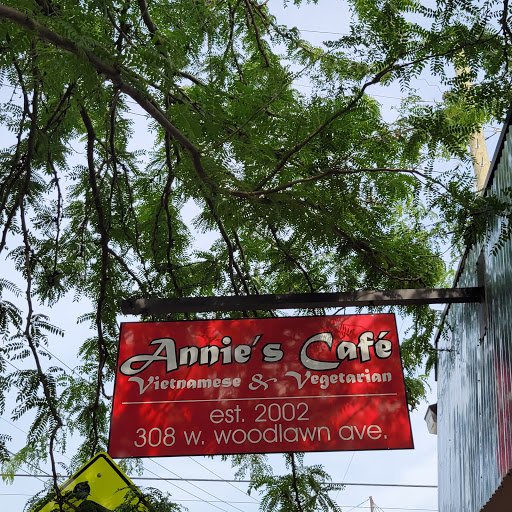 Annie's Café
Vietnamese & Vegetarian
est. 2002
308 w. woodlawn ave.